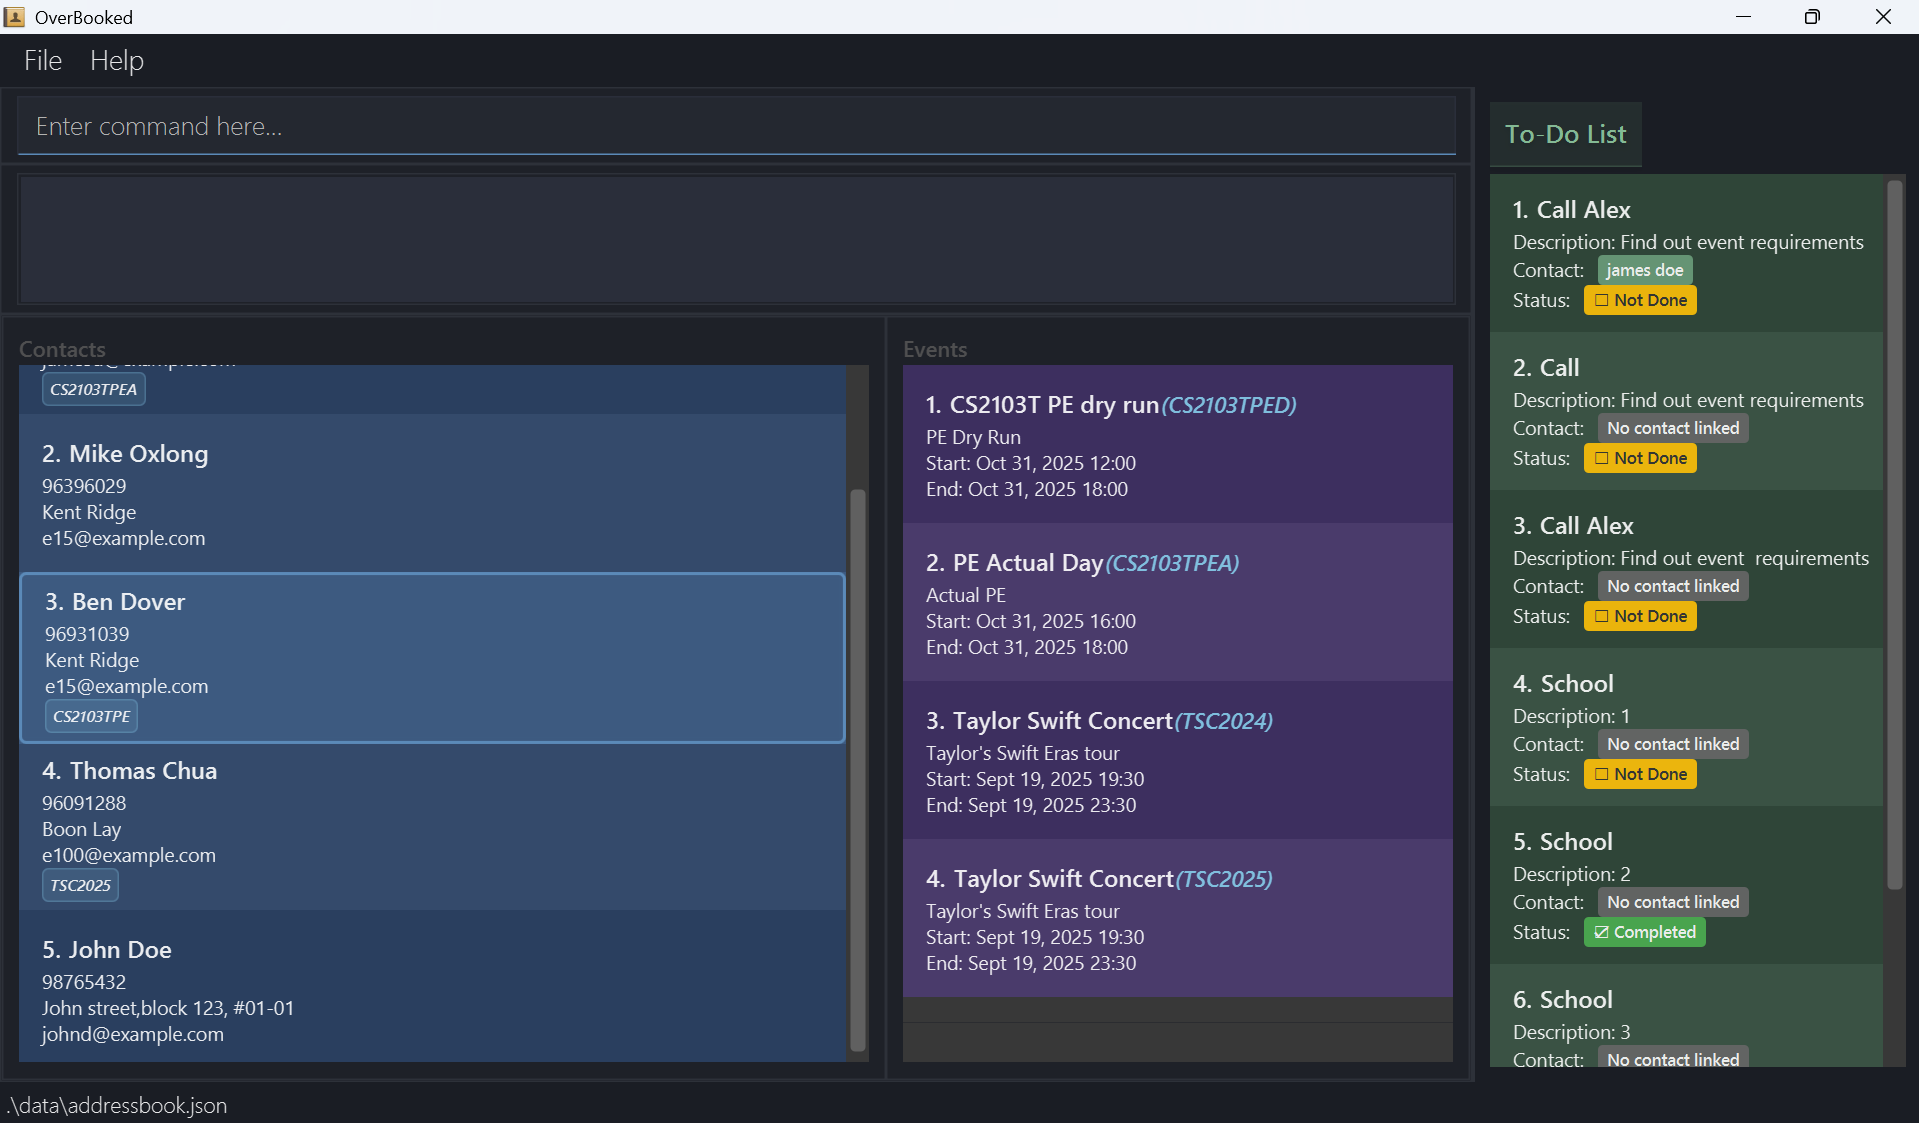 OverBooked
File Help
Enter command here...
Contacts
CS2103TPEA
2. Mike Oxlong
96396029
Kent Ridge
e15@example.com
3. Ben Dover
96931039
Kent Ridge
e15@example.com
CS2103TPE
4. Thomas Chua
96091288
Boon Lay
e100@example.com
TSC2025
5. John Doe
98765432
John street,block 123, #01-01
johnd@example.com
Events
1. CS2103T PE dry run(CS2103TPED)
PE Dry Run
Start: Oct 31, 2025 12:00
End: Oct 31, 2025 18:00
2. PE Actual Day(CS2103TPEA)
Actual PE
Start: Oct 31, 2025 16:00
End: Oct 31, 2025 18:00
3. Taylor Swift Concert(TSC2024)
Taylor's Swift Eras tour
Start: Sept 19, 2025 19:30
End: Sept 19, 2025 23:30
4. Taylor Swift Concert(TSC2025)
Taylor's Swift Eras tour
Start: Sept 19, 2025 19:30
End: Sept 19, 2025 23:30
To-Do List
1. Call Alex
Description: Find out event requirements
Contact: james doe
Status: ☐ Not Done
2. Call
Description: Find out event requirements
Contact: No contact linked
Status: ☐ Not Done
3. Call Alex
Description: Find out event  requirements
Contact: No contact linked
Status: ☐ Not Done
4. School
Description: 1
Contact: No contact linked
Status: ☐ Not Done
5. School
Description: 2
Contact: No contact linked
Status: ☑ Completed
6. School
Description: 3
Contact: No contact linked
.\data\addressbook.json